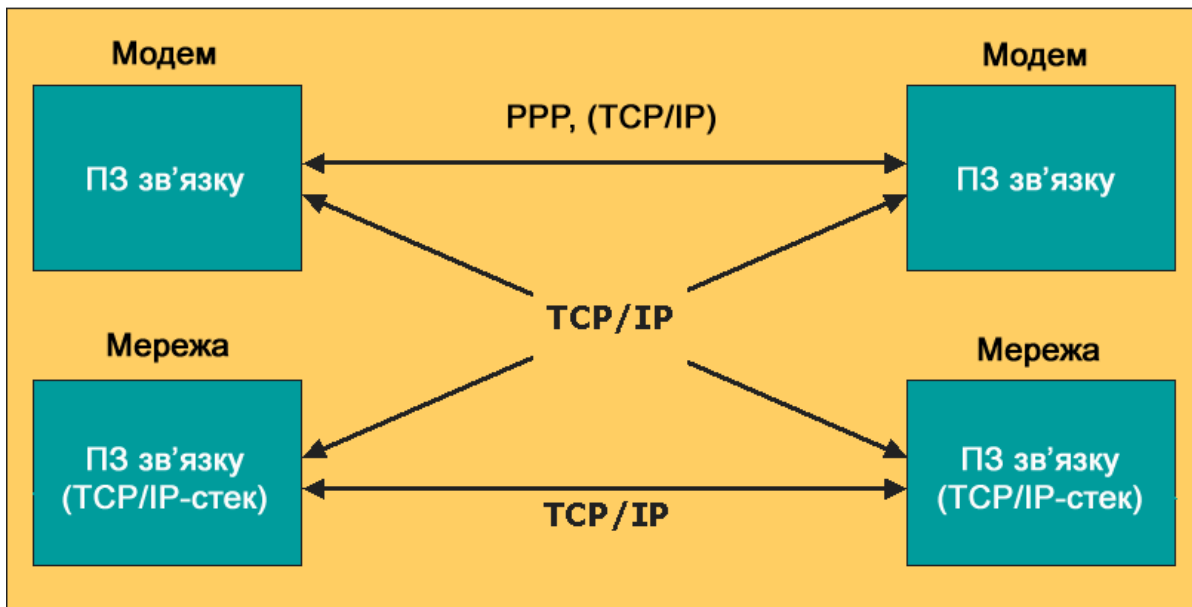 Модем
Модем
PPP, (TCP/IP)
ПЗ зв’язку
ПЗ зв’язку
TCP/IP
Мережа
Мережа
ПЗ зв’язку
(TCP/IP-стек)
ПЗ зв’язку
(TCP/IP-стек)
TCP/IP